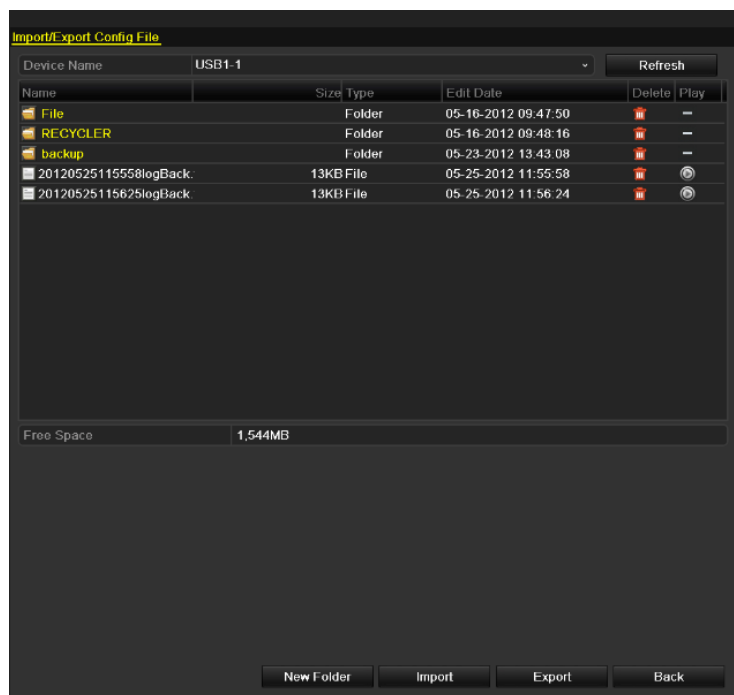 Import/Export Config File
Device Name USB1-1 Refresh
Name Size Type Edit Date Delete Play
File Folder 05-16-2012 09:47:50 –
RECYCLER Folder 05-16-2012 09:48:16 –
backup Folder 05-23-2012 13:43:08 –
20120525115558logBack. 13KB File 05-25-2012 11:55:58
20120525115625logBack. 13KB File 05-25-2012 11:56:24
Free Space 1,544MB
New Folder Import Export Back